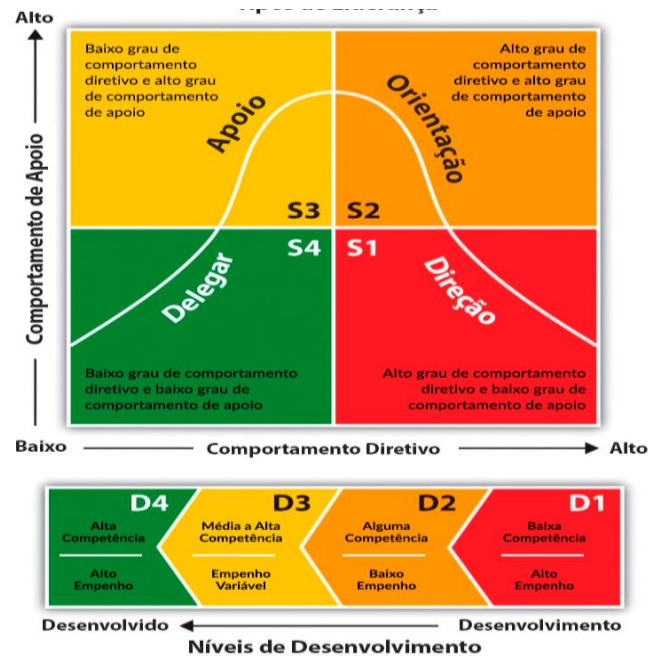 Tipos de Liderança
Alto
Baixo grau de
comportamento
diretivo e alto grau
de comportamento
de apoio
Apoio
S3
Alto grau de
comportamento
diretivo e alto grau
de comportamento
de apoio
Orientação
S2
Comportamento de Apoio
S4
Delegar
Baixo grau de comportamento
diretivo e baixo grau de
comportamento de apoio
S1
Direção
Alto grau de comportamento
diretivo e baixo grau de
comportamento de apoio
Baixo
Comportamento Diretivo
Alto
D4
Alta
Competência
Alto
Empenho
D3
Média a Alta
Competência
Empenho
Variável
D2
Alguma
Competência
Baixo
Empenho
D1
Baixa
Competência
Alto
Empenho
Desenvolvido
Desenvolvimento
Níveis de Desenvolvimento